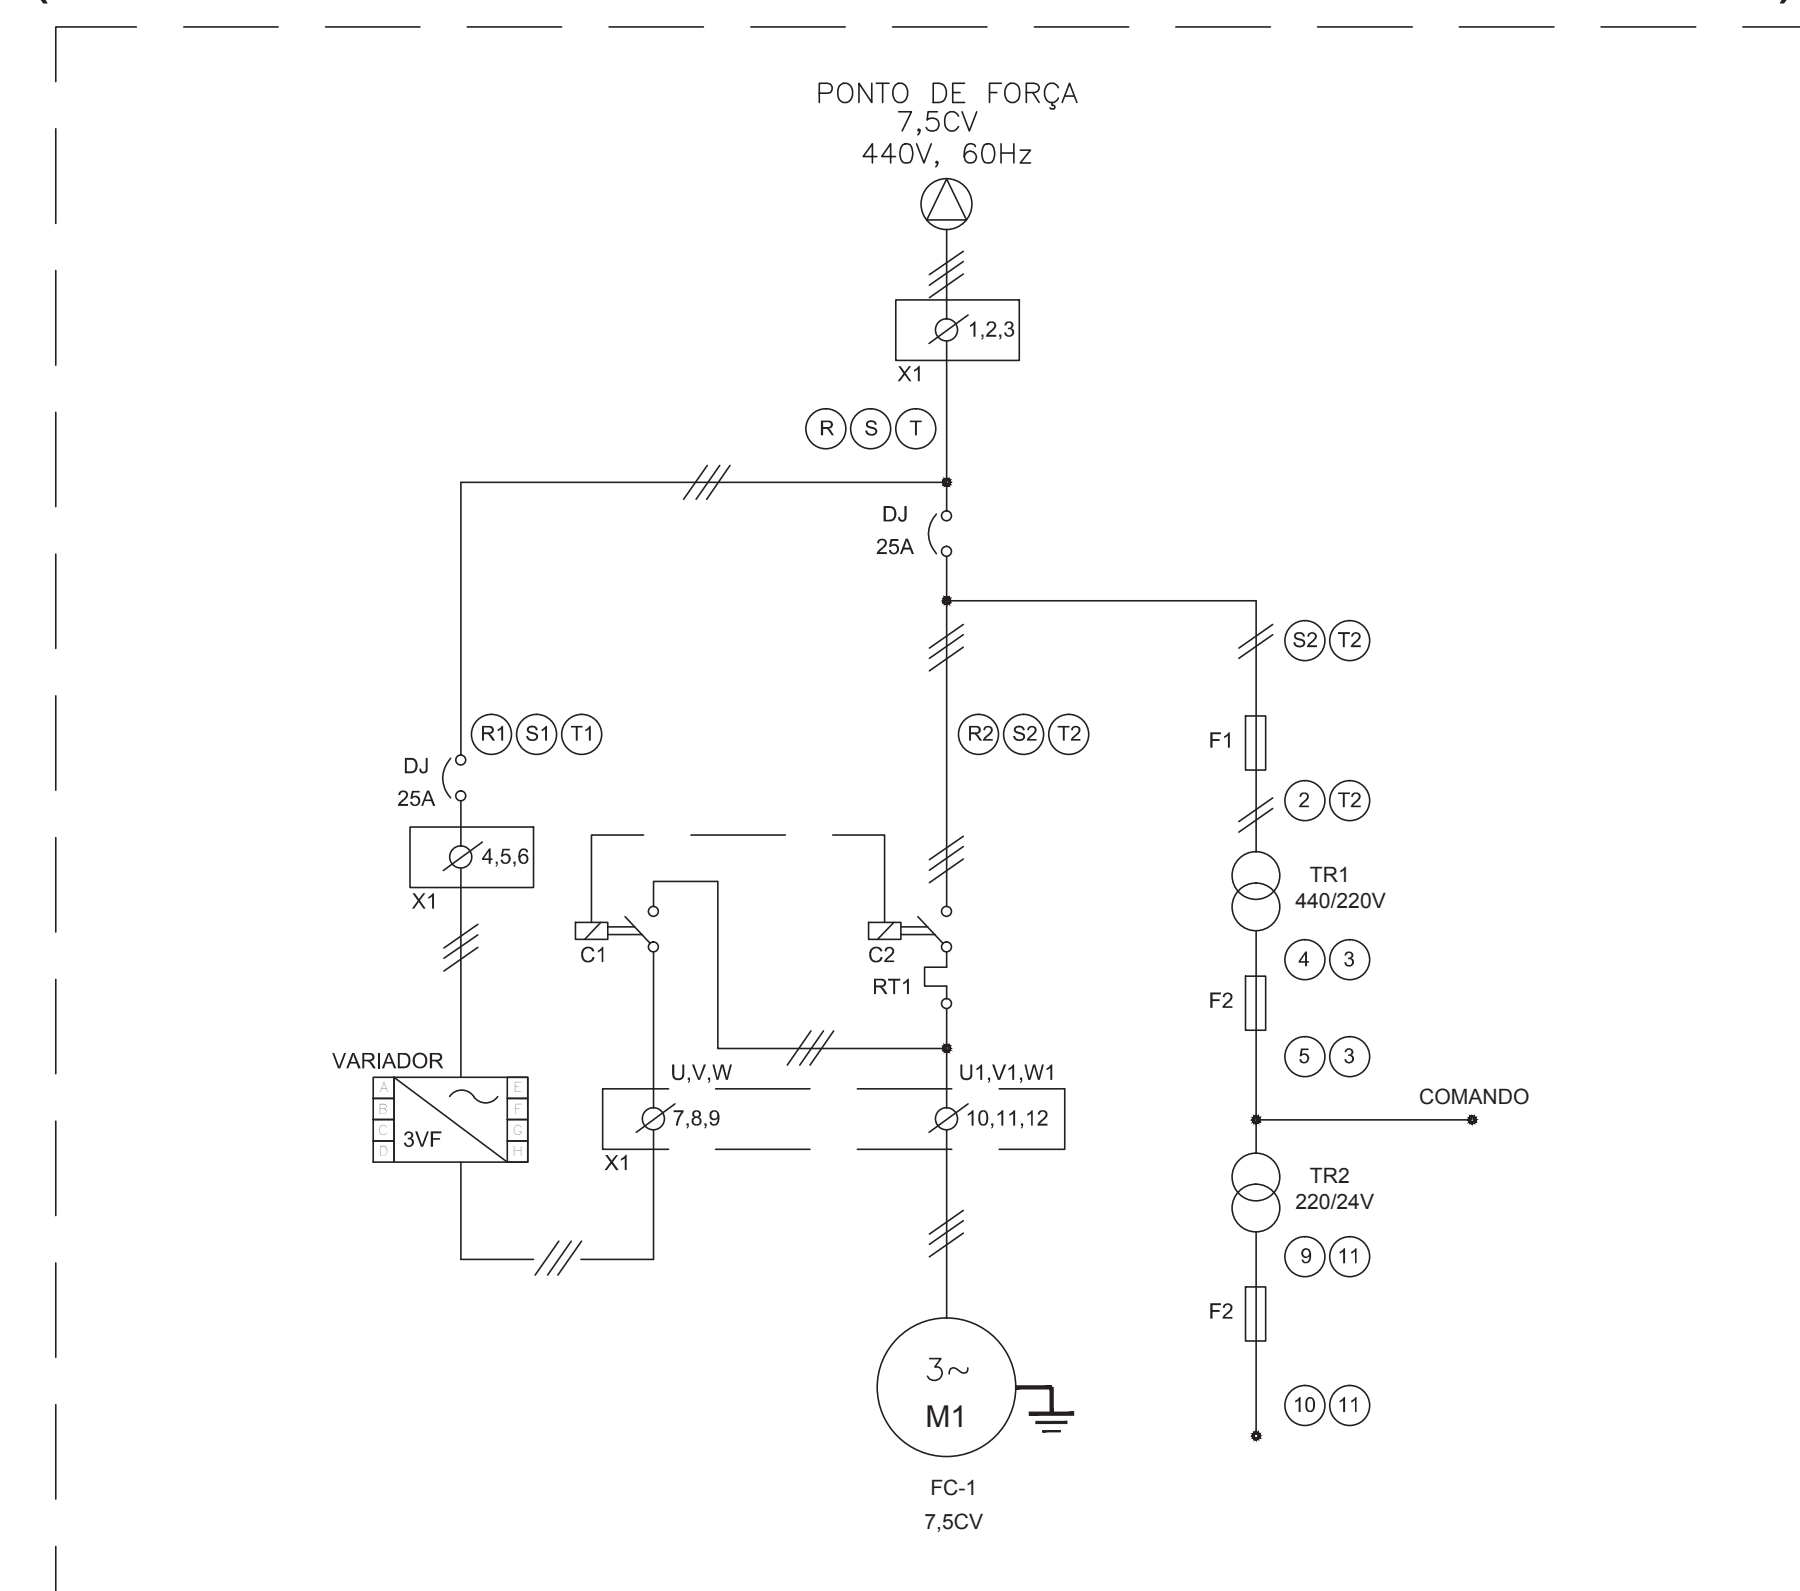 PONTO DE FORÇA
7,5CV
440V, 60Hz
1,2,3
X1
R S T
DJ
25A
S2 T2
R1 S1 T1
R2 S2 T2
F1
DJ
25A
2 T2
4,5,6
X1
TR1
440/220V
C1
C2
RT1
4 3
F2
5 3
VARIADOR
U,V,W
U1,V1,W1
COMANDO
A
B
C
D
3VF
E
F
G
H
7,8,9
10,11,12
X1
TR2
220/24V
9 11
F2
3~
M1
10 11
FC-1
7,5CV